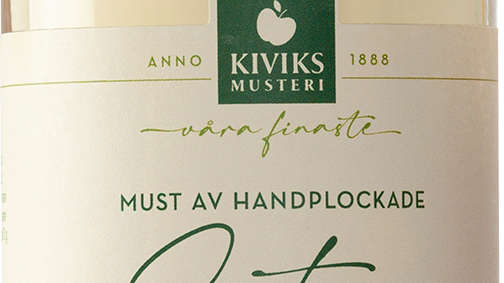 ANNO KIVIKS 1888
MUSTERI
våra finaste
MUST AV HANDPLOCKADE